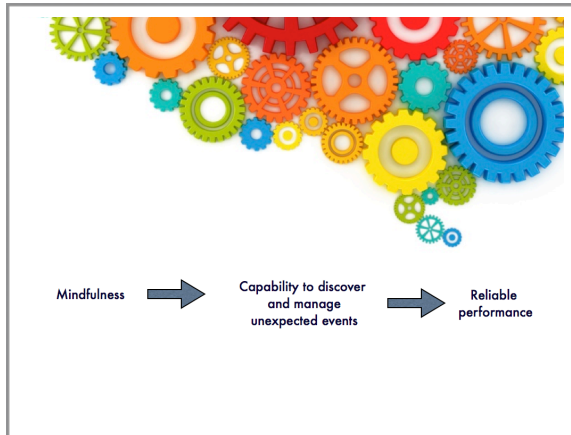 Mindfulness
Capability to discover
and manage
unexpected events
Reliable
performance